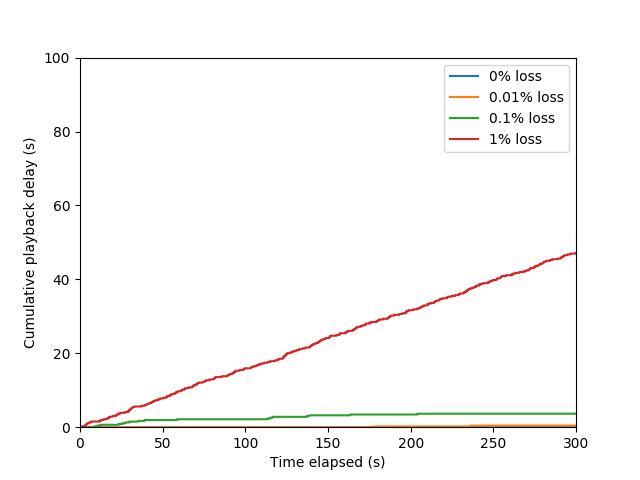 Cumulative playback delay (s)
100
80
60
40
20
0
0% loss
0.01% loss
0.1% loss
1% loss
0 50 100 150 200 250 300
Time elapsed (s)